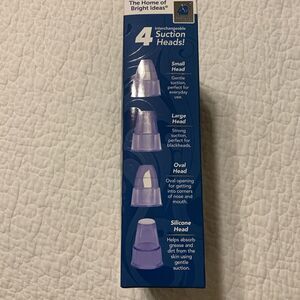 The Home of
Bright Ideas®
4
interchangeable
Suction
Heads!
Small
Head
Gentle
suction,
perfect for
everyday
use.
Large
Head
Strong
suction,
perfect for
blackheads.
Oval
Head
Oval opening
for getting
into corners
of nose and
mouth.
Silicone
Head
Helps absorb
grease and
dirt from the
skin using
gentle
suction.